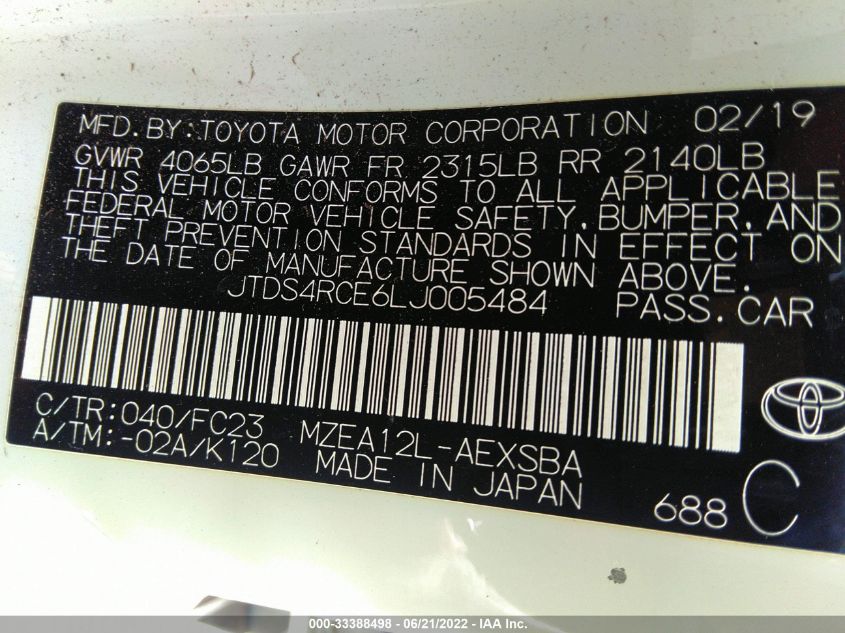 MFD.BY:TOYOTA MOTOR CORPORATION 02/19
GVWR 4065LB GAWR FR 2315LB RR 2140LB
THIS VEHICLE CONFORMS TO ALL APPLICABLE
FEDERAL MOTOR VEHICLE SAFETY,BUMPER,AND
THEFT PREVENTION STANDARDS IN EFFECT ON
THE DATE OF MANUFACTURE SHOWN ABOVE.
JTDS4RCE6LJ005484 PASS.CAR
C/TR:040/FC23 MZEA12L-AEXSBA
A/TM:-02A/K120 MADE IN JAPAN
688 C
000-33388498 - 06/21/2022 - IAA Inc.